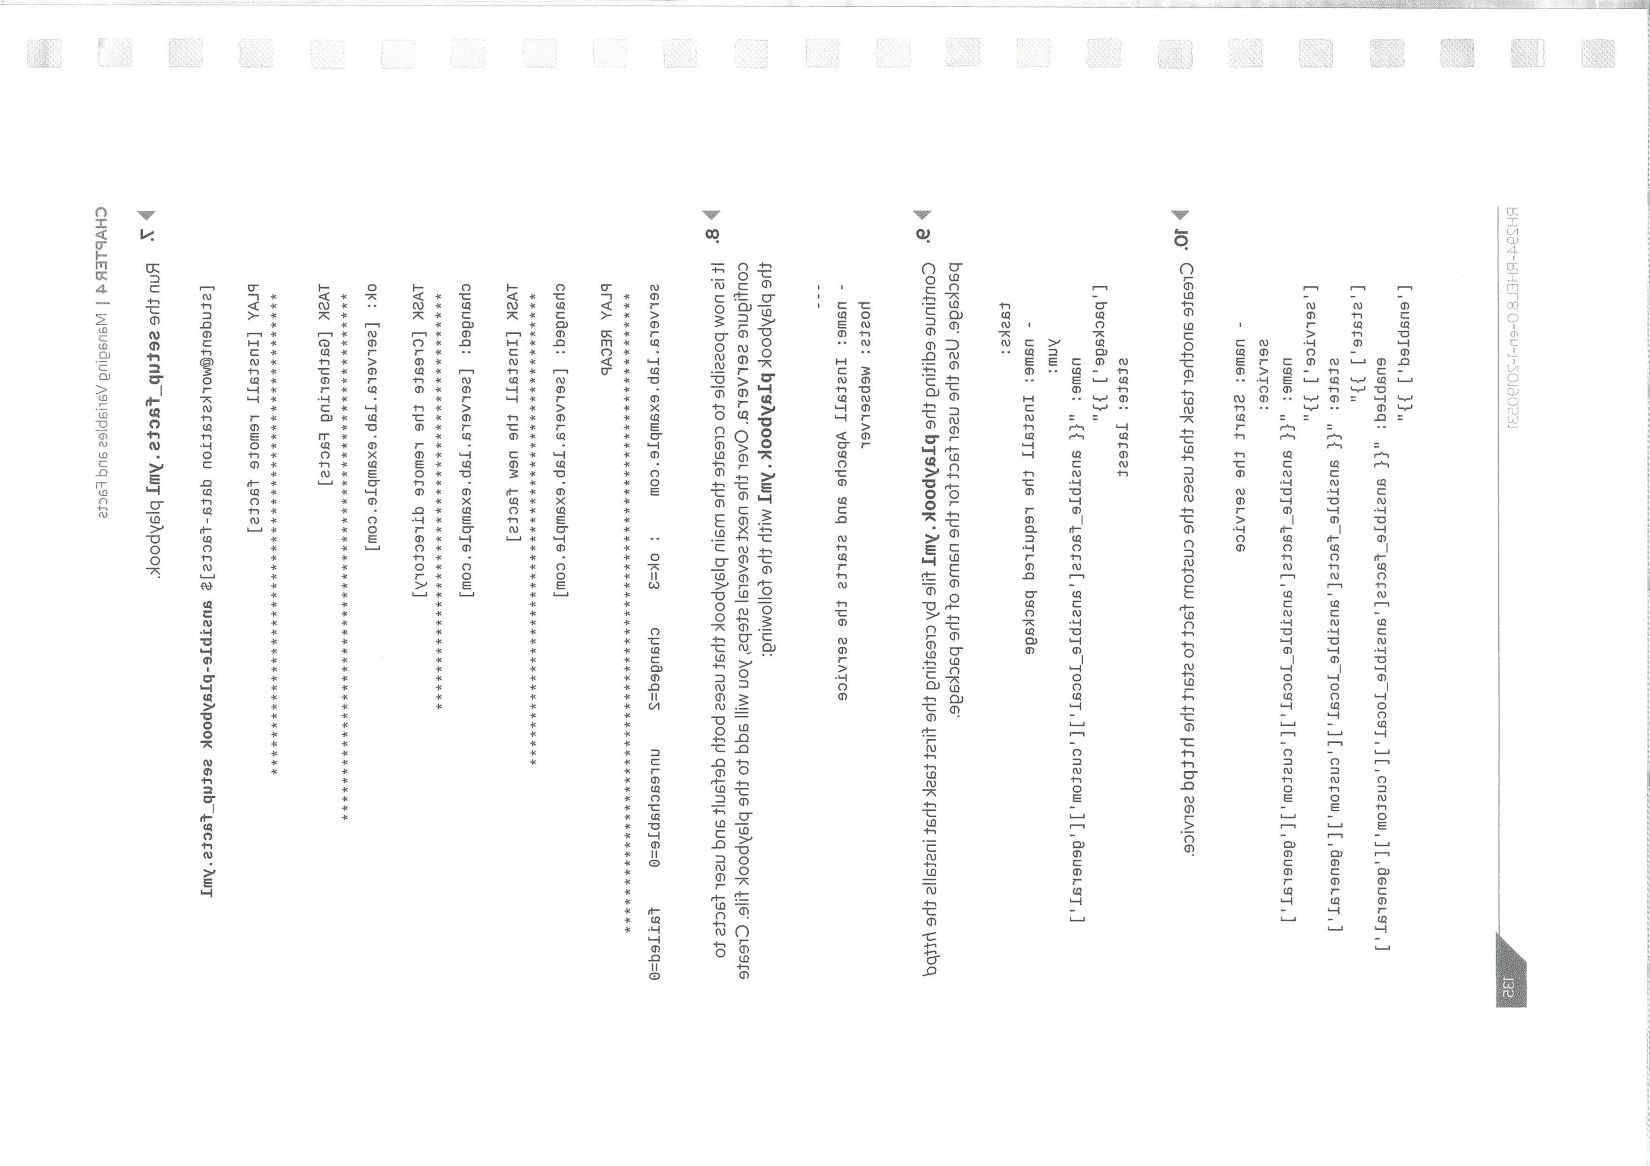 CHAPTER 4 | Managing Variables and Facts
7. Run the setup_facts.yml playbook.
[student@workstation data-facts]$ ansible-playbook setup_facts.yml
PLAY [Install remote facts]
****************************************************
TASK [Gathering Facts]
*********************************************************
ok: [servera.lab.example.com]
TASK [Create the remote directory]
*********************************************
changed: [servera.lab.example.com]
TASK [Install the new facts]
***************************************************
changed: [servera.lab.example.com]
PLAY RECAP
*********************************************************************
servera.lab.example.com : ok=3 changed=2 unreachable=0 failed=0
8. It is now possible to create the main playbook that uses both default and user facts to
configure servera. Over the next several steps, you will add to the playbook file. Create
the playbook playbook.yml with the following:
---
- name: Install Apache and starts the service
hosts: webserver
9. Continue editing the playbook.yml file by creating the first task that installs the httpd
package. Use the user fact for the name of the package.
tasks:
- name: Install the required package
yum:
name: "{{ ansible_facts['ansible_local']['custom']['general']
['package'] }}"
state: latest
10. Create another task that uses the custom fact to start the httpd service.
- name: Start the service
service:
name: "{{ ansible_facts['ansible_local']['custom']['general']
['service'] }}"
state: "{{ ansible_facts['ansible_local']['custom']['general']
['state'] }}"
enabled: "{{ ansible_facts['ansible_local']['custom']['general']
['enabled'] }}"
RH294-RHEL8.0-en-1-20190531
135